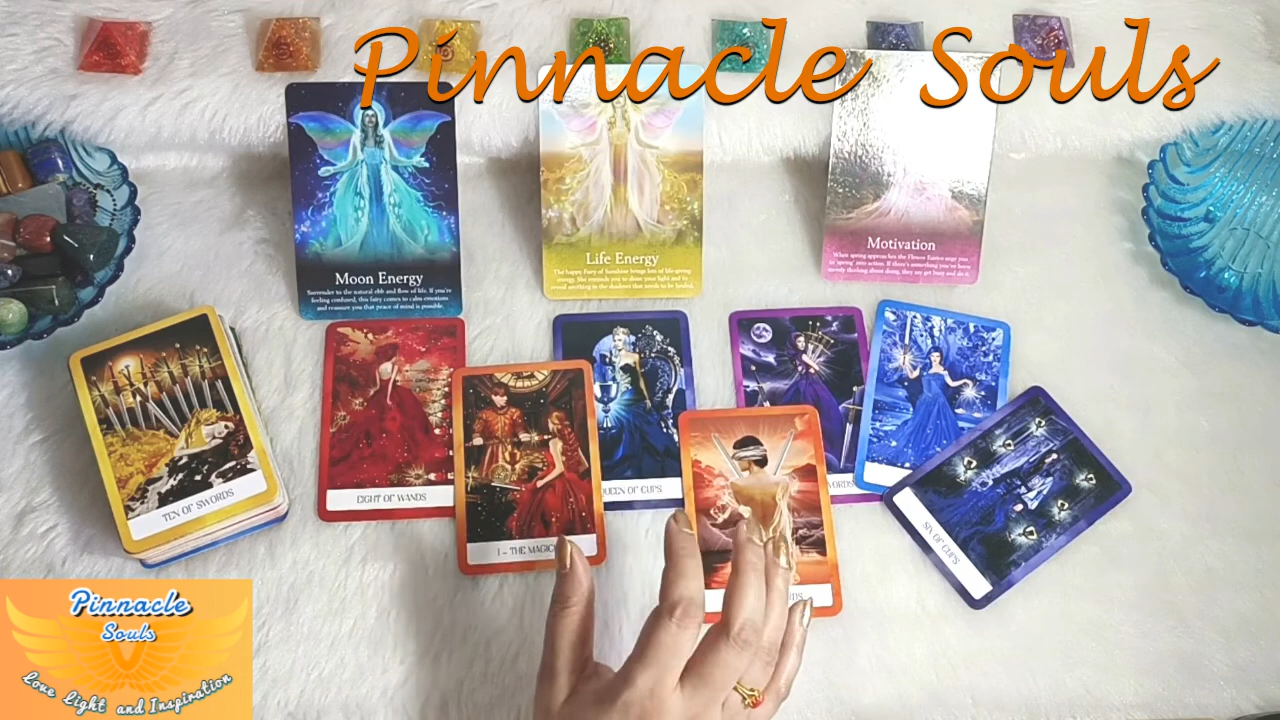 Pinnacle Souls
Moon Energy
Surrender to the natural ebb and flow of life. If you're
feeling confused, this fairy comes to calm emotions
and reassure you that peace of mind is possible.
Life Energy
The happy Fairy of Sunshine brings lots of life-giving
energy. She reminds you to shine your light and to
reveal anything in the shadows that needs to be healed.
Motivation
When spring approaches the Flower Fairies urge you
to 'spring' into action. If there's something you've been
merely thinking about doing, they say get busy and do it.
TEN OF SWORDS
EIGHT OF WANDS
I - THE MAGIC
QUEEN OF CUPS
SIX OF CUPS
Pinnacle
Souls
Love Light and Inspiration